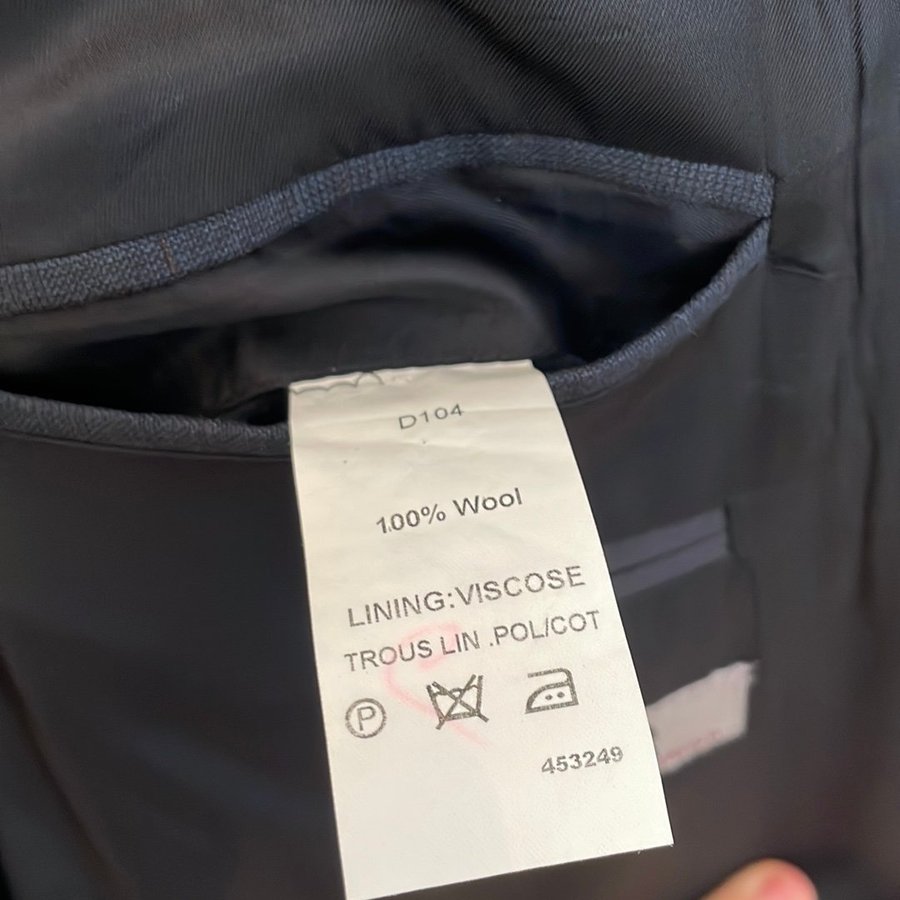 D104
100% Wool
LINING:VISCOSE
TROUS LIN .POL/COT
P
453249